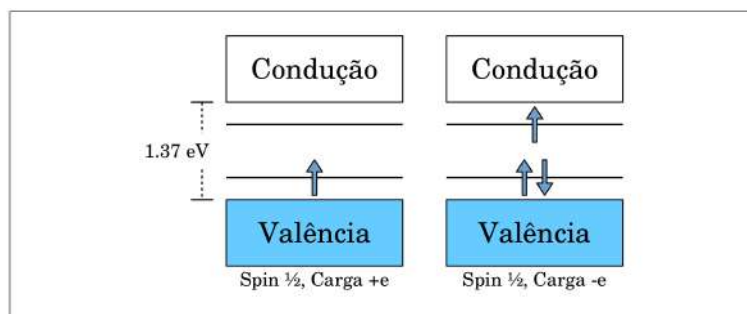 Condução
Condução
1.37 eV
Valência
Valência
Spin ½, Carga +e
Spin ½, Carga -e